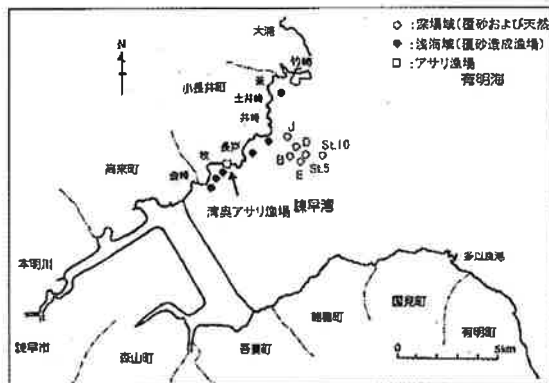 ○ :深場域(覆砂および天然)
● :浅海域(覆砂造成漁場)
□ :アサリ漁場
有明海
大浦
竹崎
N
小長井町
土井崎
井崎
J
St.10
B
E
St.5
長戸
牧
金崎
高来町
湾奥アサリ漁場
諫早湾
本明川
諫早市
森山町
吾妻町
瑞穂町
国見町
有明町
多以良港
0
5km